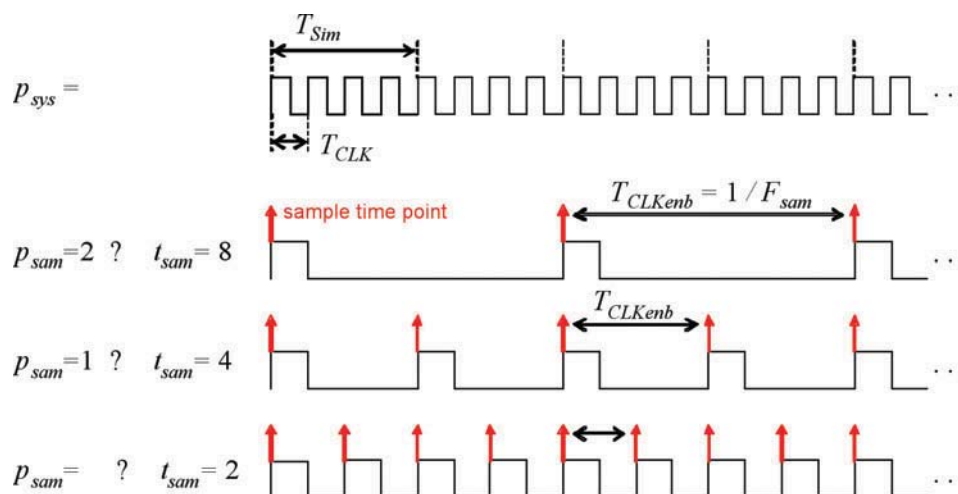 T_Sim
p_sys =
. .
T_CLK
T_CLKenb = 1 / F_sam
sample time point
p_sam=2 ? t_sam= 8
. .
T_CLKenb
p_sam=1 ? t_sam= 4
. .
p_sam= ? t_sam= 2
. .